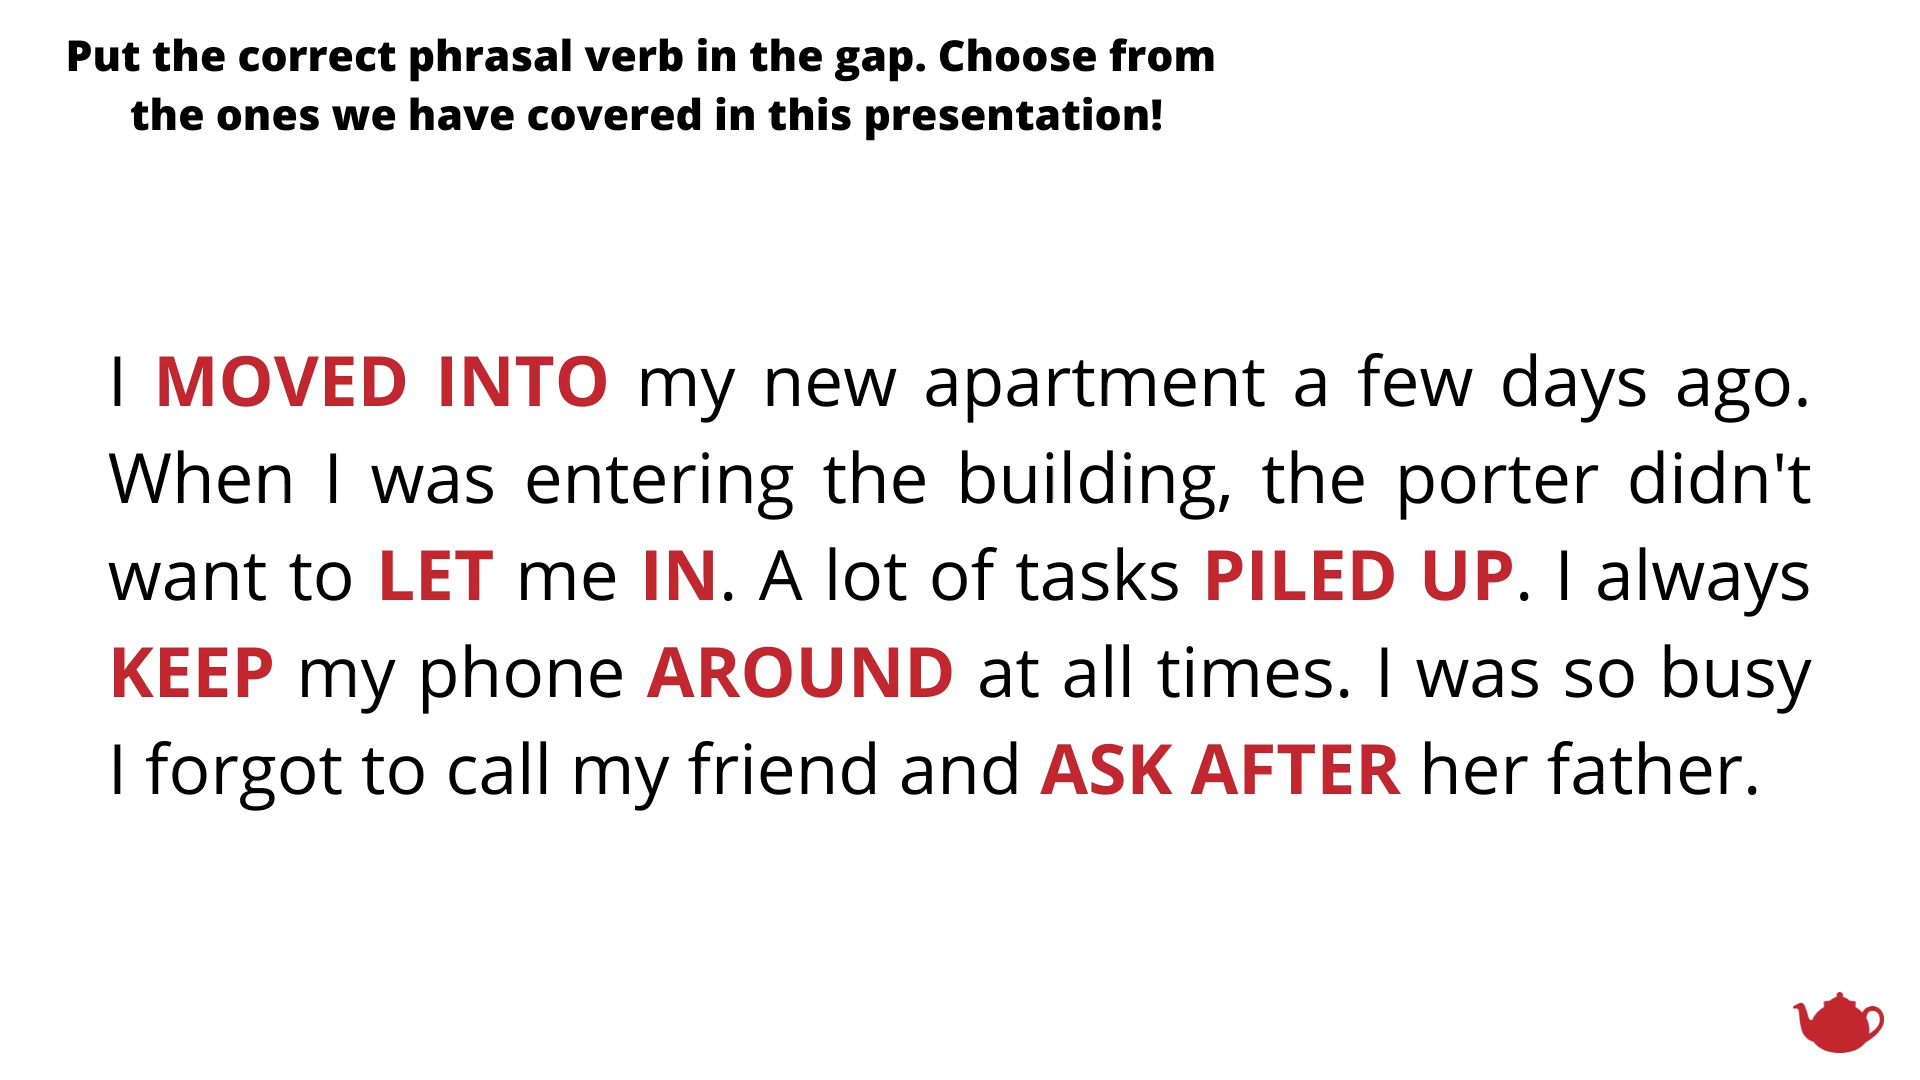 Put the correct phrasal verb in the gap. Choose from
the ones we have covered in this presentation!
I MOVED INTO my new apartment a few days ago.
When I was entering the building, the porter didn't
want to LET me IN. A lot of tasks PILED UP. I always
KEEP my phone AROUND at all times. I was so busy
I forgot to call my friend and ASK AFTER her father.